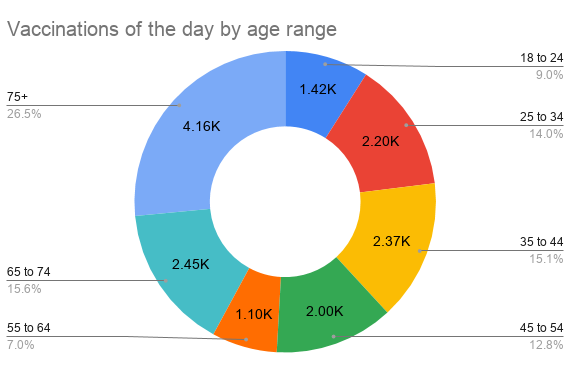 Vaccinations of the day by age range
18 to 24
9.0%
1.42K
25 to 34
14.0%
2.20K
35 to 44
15.1%
2.37K
45 to 54
12.8%
2.00K
55 to 64
7.0%
1.10K
65 to 74
15.6%
2.45K
75+
26.5%
4.16K